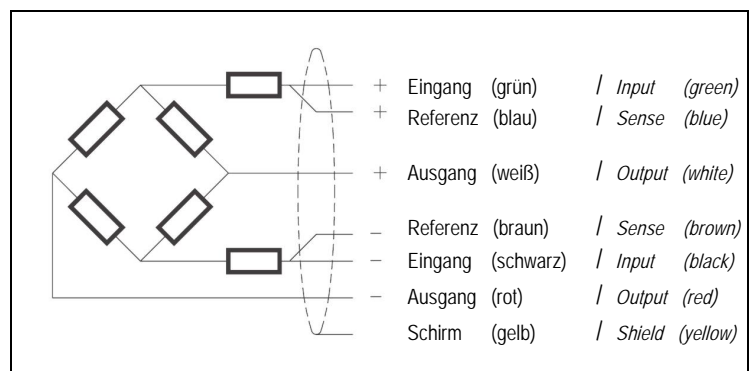 + Eingang (grün) / Input (green)
+ Referenz (blau) / Sense (blue)
+ Ausgang (weiß) / Output (white)
− Referenz (braun) / Sense (brown)
− Eingang (schwarz) / Input (black)
− Ausgang (rot) / Output (red)
Schirm (gelb) / Shield (yellow)